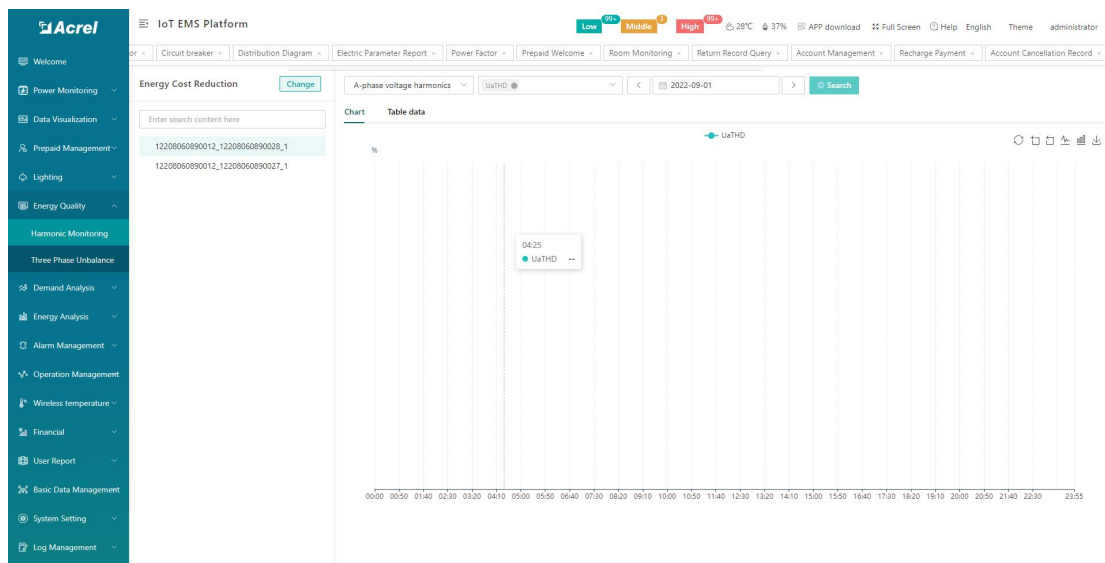 Acrel
IoT EMS Platform
Low 99+ Middle 3 High 99+ 28℃ 37% APP download Full Screen Help English Theme administrator
or × Circuit breaker × Distribution Diagram × Electric Parameter Report × Power Factor × Prepaid Welcome × Room Monitoring × Return Record Query × Account Management × Recharge Payment × Account Cancellation Record ×
Welcome
Power Monitoring
Data Visualization
Prepaid Management
Lighting
Energy Quality
Harmonic Monitoring
Three Phase Unbalance
Demand Analysis
Energy Analysis
Alarm Management
Operation Management
Wireless temperature
Financial
User Report
Basic Data Management
System Setting
Log Management
Energy Cost Reduction Change
Enter search content here
12208060890012_12208060890028_1
12208060890012_12208060890027_1
A-phase voltage harmonics UaTHD < 2022-09-01 > Search
Chart Table data
UaTHD
%
04:25
UaTHD --
00:00 00:50 01:40 02:30 03:20 04:10 05:00 05:50 06:40 07:30 08:20 09:10 10:00 10:50 11:40 12:30 13:20 14:10 15:00 15:50 16:40 17:30 18:20 19:10 20:00 20:50 21:40 22:30 23:55